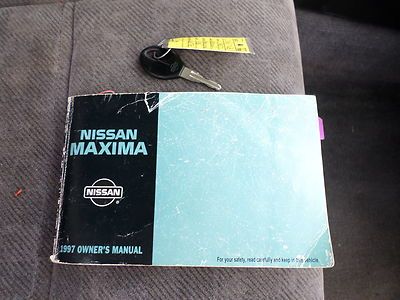 NISSAN
MAXIMA
NISSAN
1997 OWNER'S MANUAL
For your safety, read carefully and keep in this vehicle.